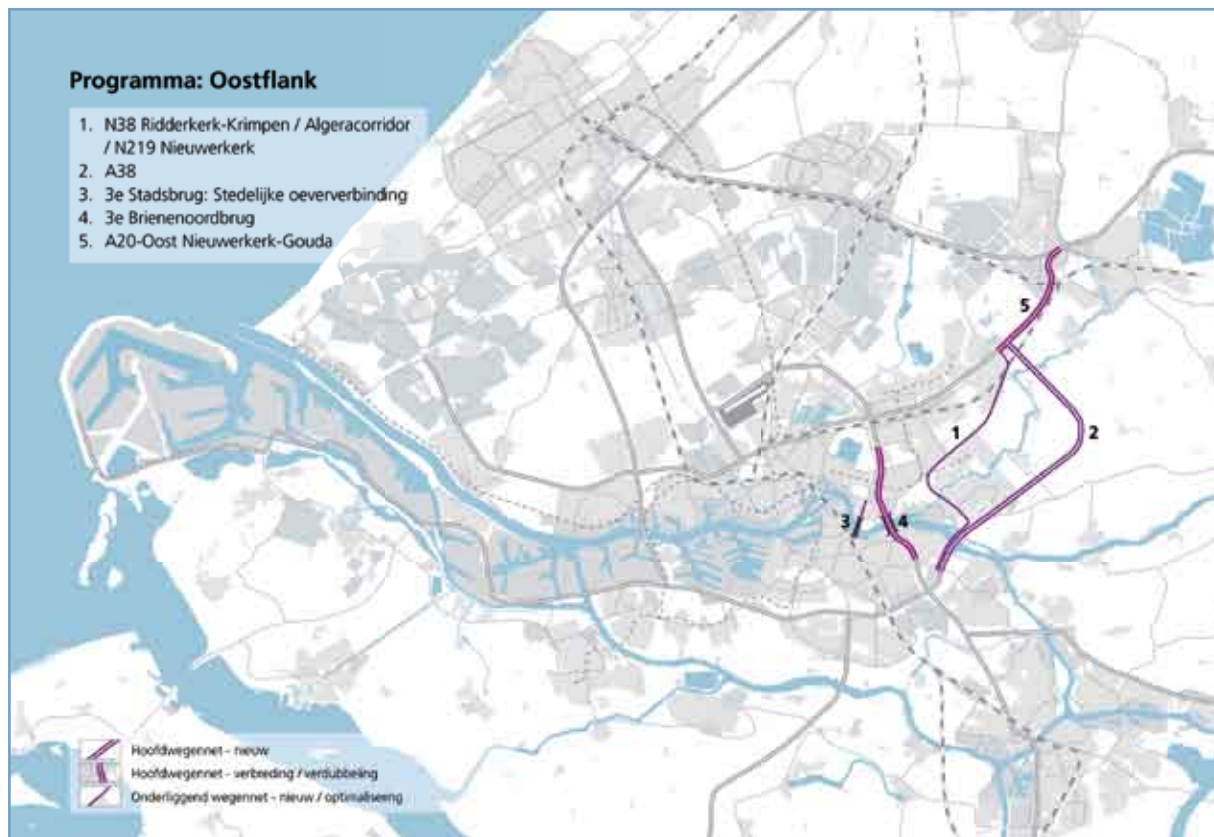 Programma: Oostflank
1. N38 Ridderkerk-Krimpen / Algeracorridor
/ N219 Nieuwerkerk
2. A38
3. 3e Stadsbrug: Stedelijke oeververbinding
4. 3e Brienenoordbrug
5. A20-Oost Nieuwerkerk-Gouda
5
1
2
3
4
Hoofdwegennet - nieuw
Hoofdwegennet - verbreding / verdubbeling
Onderliggend wegennet - nieuw / optimalisering